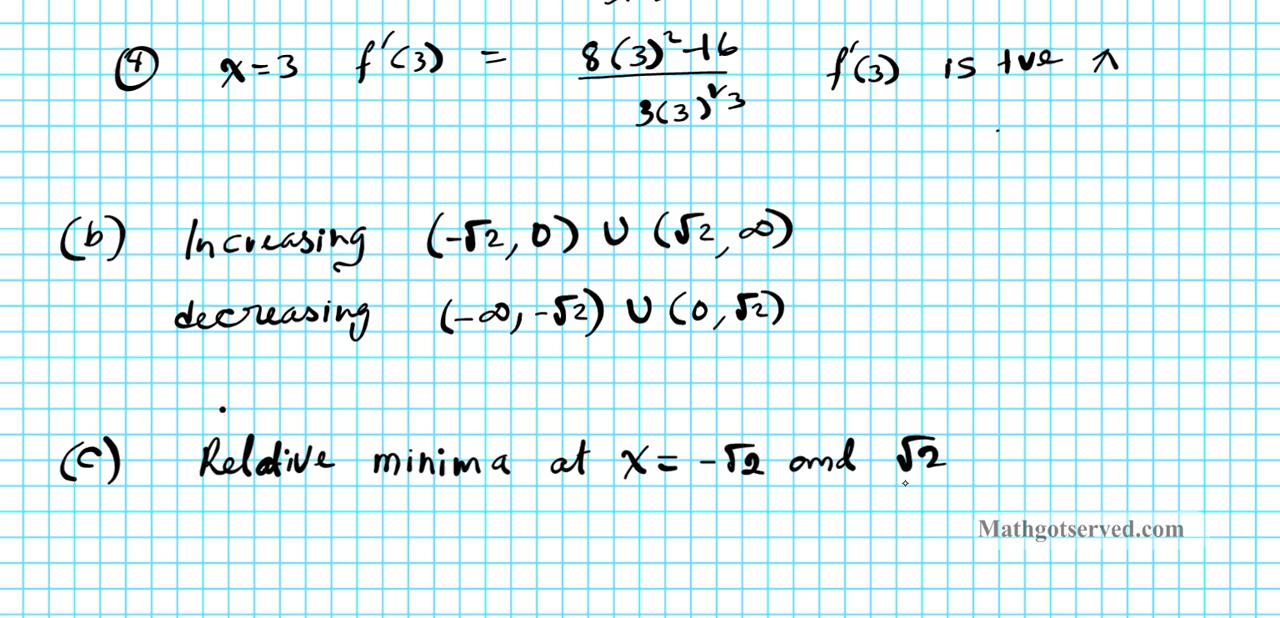 ④ x=3 f'(3) = 8(3)²-16 / 3(3)^1/3 f'(3) is +ve ↑
(b) Increasing (-√2, 0) ∪ (√2, ∞)
decreasing (-∞, -√2) ∪ (0, √2)
(c) Relative minima at x = -√2 and √2
Mathgotserved.com